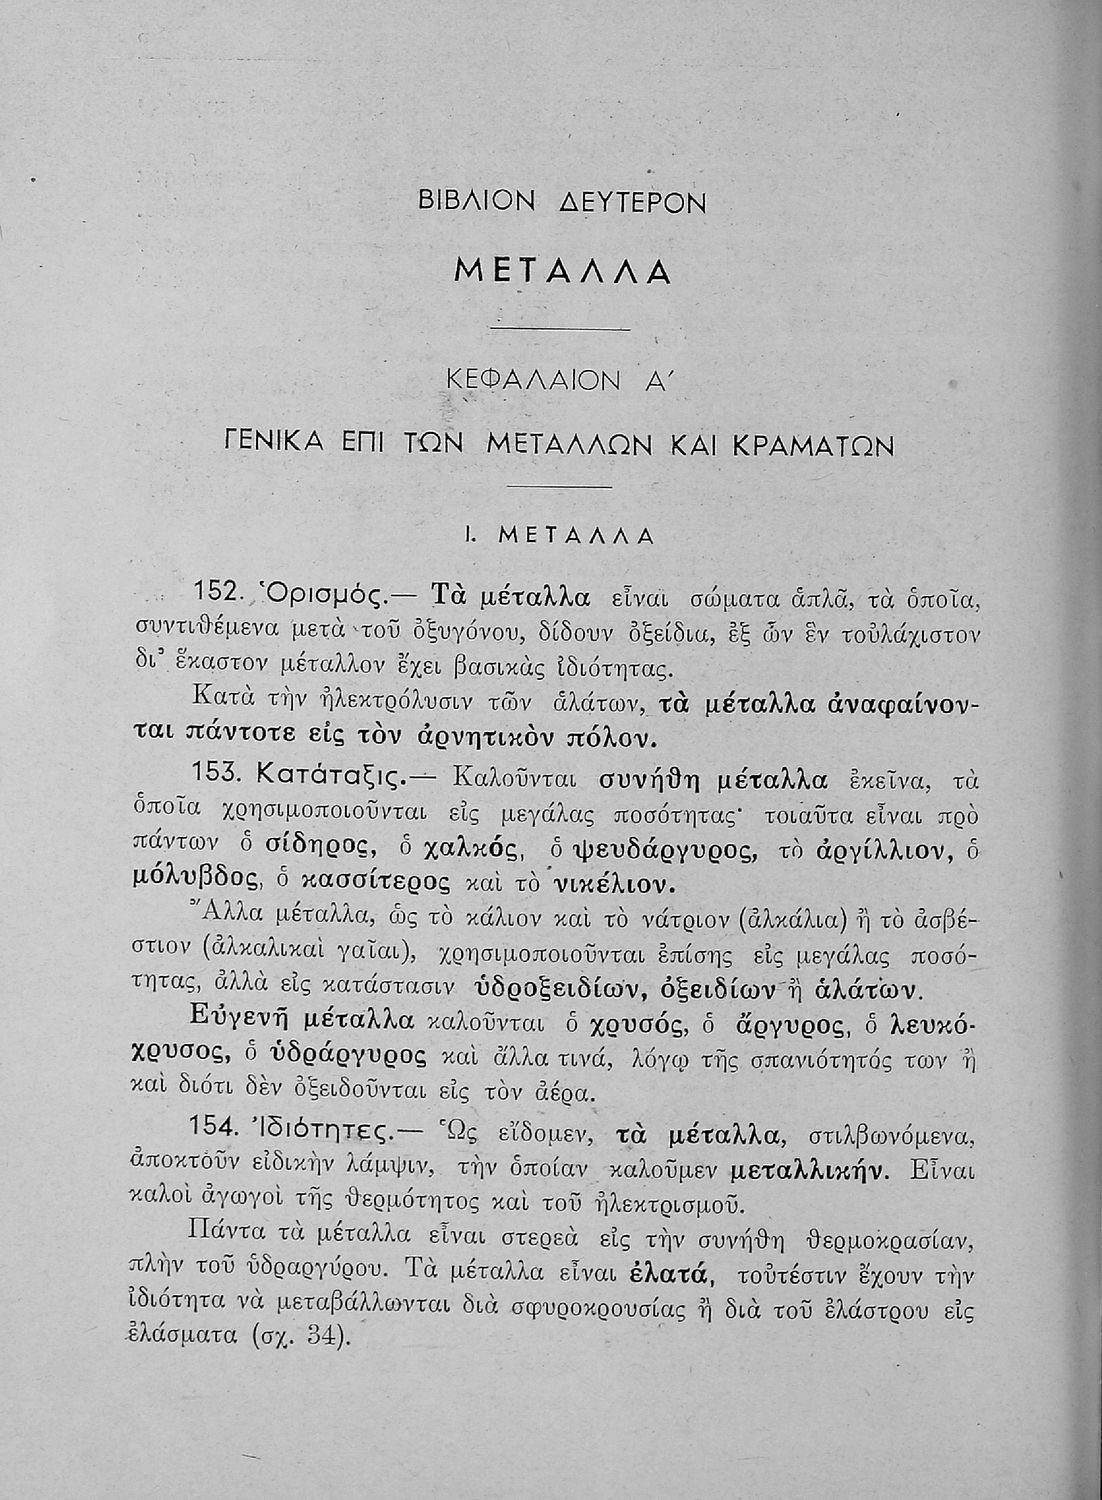 ΒΙΒΛΙΟΝ ΔΕΥΤΕΡΟΝ
ΜΕΤΑΛΛΑ
ΚΕΦΑΛΑΙΟΝ Α΄
ΓΕΝΙΚΑ ΕΠΙ ΤΩΝ ΜΕΤΑΛΛΩΝ ΚΑΙ ΚΡΑΜΑΤΩΝ
Ι. ΜΕΤΑΛΛΑ
152. Ὁρισμός.— Τὰ μέταλλα εἶναι σώματα ἁπλᾶ, τὰ ὁποῖα,
συντιθέμενα μετὰ τοῦ ὀξυγόνου, δίδουν ὀξείδια, ἐξ ὧν ἓν τοὐλάχιστον
δι᾽ ἕκαστον μέταλλον ἔχει βασικὰς ἰδιότητας.
Κατὰ τὴν ἠλεκτρόλυσιν τῶν ἁλάτων, τὰ μέταλλα ἀναφαίνον-
ται πάντοτε εἰς τὸν ἀρνητικὸν πόλον.
153. Κατάταξις.— Καλοῦνται συνήθη μέταλλα ἐκεῖνα, τὰ
ὁποῖα χρησιμοποιοῦνται εἰς μεγάλας ποσότητας· τοιαῦτα εἶναι πρὸ
πάντων ὁ σίδηρος, ὁ χαλκός, ὁ ψευδάργυρος, τὸ ἀργίλλιον, ὁ
μόλυβδος, ὁ κασσίτερος καὶ τὸ νικέλιον.
Ἄλλα μέταλλα, ὡς τὸ κάλιον καὶ τὸ νάτριον (ἀλκάλια) ἢ τὸ ἀσβέ-
στιον (ἀλκαλικαὶ γαῖαι), χρησιμοποιοῦνται ἐπίσης εἰς μεγάλας ποσό-
τητας, ἀλλὰ εἰς κατάστασιν ὑδροξειδίων, ὀξειδίων ἢ ἁλάτων.
Εὐγενῆ μέταλλα καλοῦνται ὁ χρυσός, ὁ ἄργυρος, ὁ λευκό-
χρυσος, ὁ ὑδράργυρος καὶ ἄλλα τινά, λόγῳ τῆς σπανιότητός των ἢ
καὶ διότι δὲν ὀξειδοῦνται εἰς τὸν ἀέρα.
154. Ἰδιότητες.— Ὡς εἴδομεν, τὰ μέταλλα, στιλβωνόμενα,
ἀποκτοῦν εἰδικὴν λάμψιν, τὴν ὁποίαν καλοῦμεν μεταλλικήν. Εἶναι
καλοὶ ἀγωγοὶ τῆς θερμότητος καὶ τοῦ ἠλεκτρισμοῦ.
Πάντα τὰ μέταλλα εἶναι στερεὰ εἰς τὴν συνήθη θερμοκρασίαν,
πλὴν τοῦ ὑδραργύρου. Τὰ μέταλλα εἶναι ἐλατά, τοὐτέστιν ἔχουν τὴν
ἰδιότητα νὰ μεταβάλλωνται διὰ σφυροκρουσίας ἢ διὰ τοῦ ἐλάστρου εἰς
ἐλάσματα (σχ. 34).